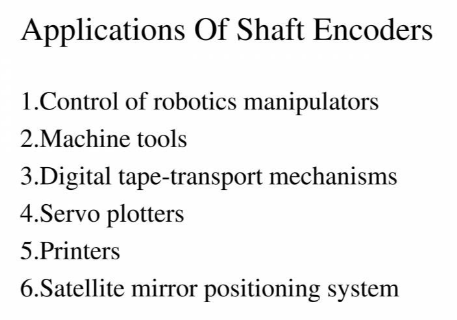 Applications Of Shaft Encoders
1.Control of robotics manipulators
2.Machine tools
3.Digital tape-transport mechanisms
4.Servo plotters
5.Printers
6.Satellite mirror positioning system